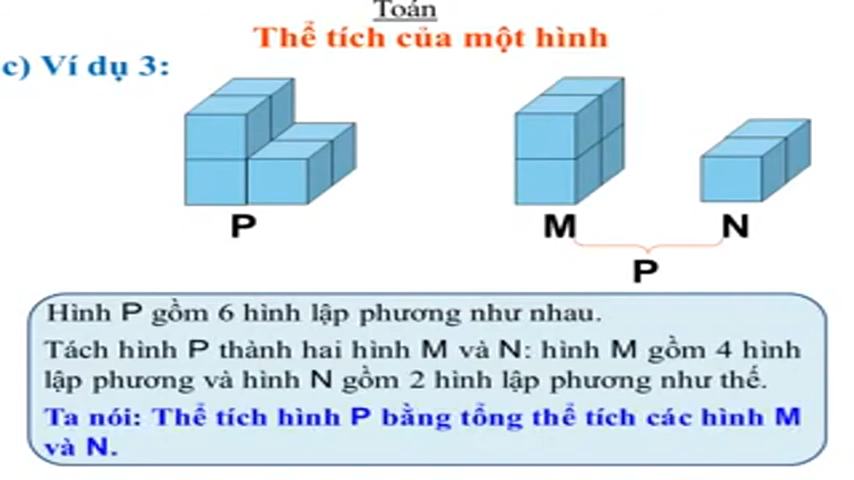 Toán
Thể tích của một hình
c) Ví dụ 3:
P
M
N
P
Hình P gồm 6 hình lập phương như nhau.
Tách hình P thành hai hình M và N: hình M gồm 4 hình
lập phương và hình N gồm 2 hình lập phương như thế.
Ta nói: Thể tích hình P bằng tổng thể tích các hình M
và N.